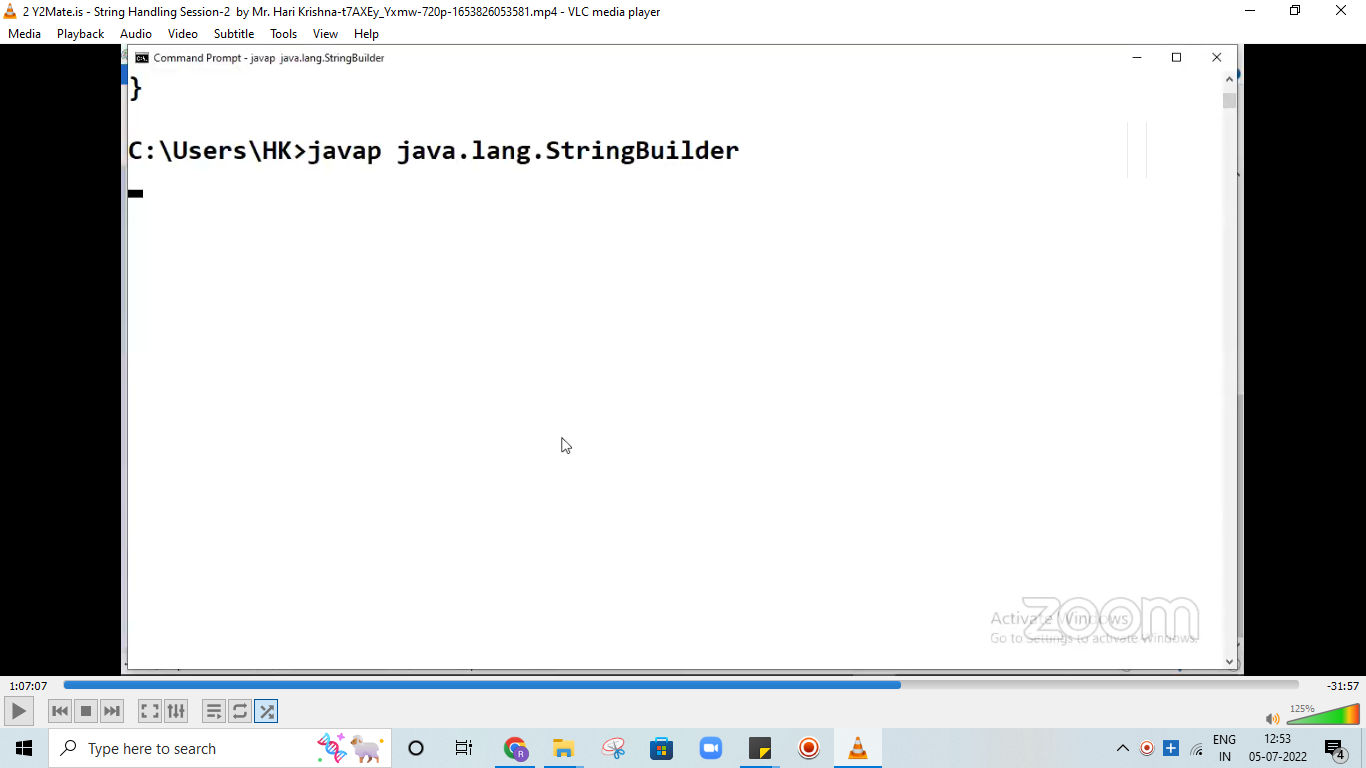 2 Y2Mate.is - String Handling Session-2 by Mr. Hari Krishna-t7AXEy_Yxmw-720p-1653826053581.mp4 - VLC media player
Media Playback Audio Video Subtitle Tools View Help
Command Prompt - javap java.lang.StringBuilder
}
C:\Users\HK>javap java.lang.StringBuilder
zoom
Activate Windows
Go to Settings to activate Windows.
1:07:07 -31:57
125%
Type here to search
R
ENG
IN
12:53
05-07-2022
4